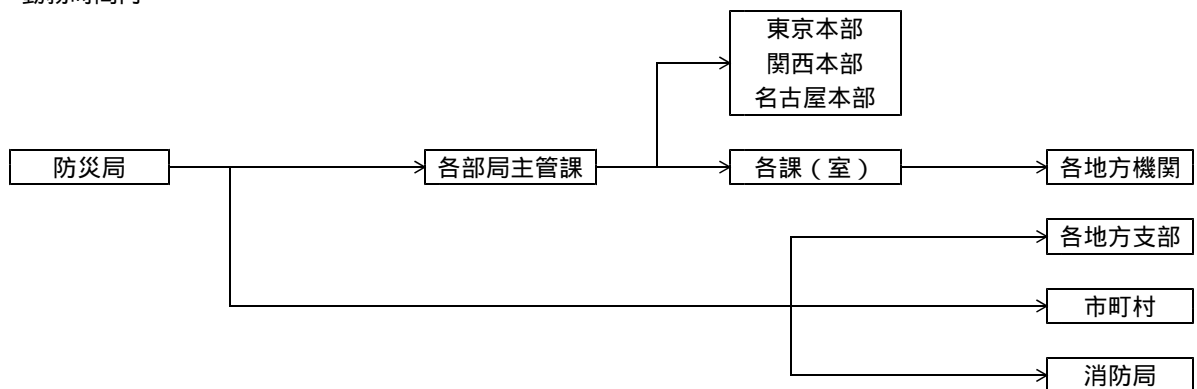 東京本部
関西本部
名古屋本部
防災局
各部局主管課
各課（室）
各地方機関
各地方支部
市町村
消防局